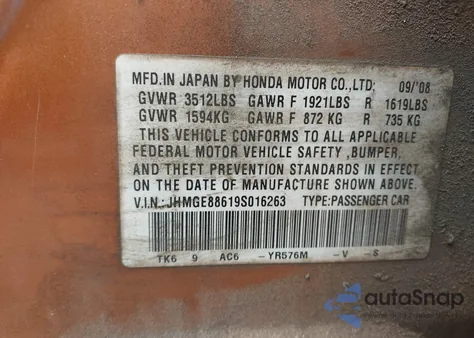 MFD.IN JAPAN BY HONDA MOTOR CO.,LTD; 09/'08
GVWR 3512LBS GAWR F 1921LBS R 1619LBS
GVWR 1594KG GAWR F 872 KG R 735 KG
THIS VEHICLE CONFORMS TO ALL APPLICABLE
FEDERAL MOTOR VEHICLE SAFETY ,BUMPER,
AND THEFT PREVENTION STANDARDS IN EFFECT
ON THE DATE OF MANUFACTURE SHOWN ABOVE.
V.I.N.:JHMGE88619S016263 TYPE:PASSENGER CAR
TK6 9 AC6 -YR576M -V -S
autoSnap